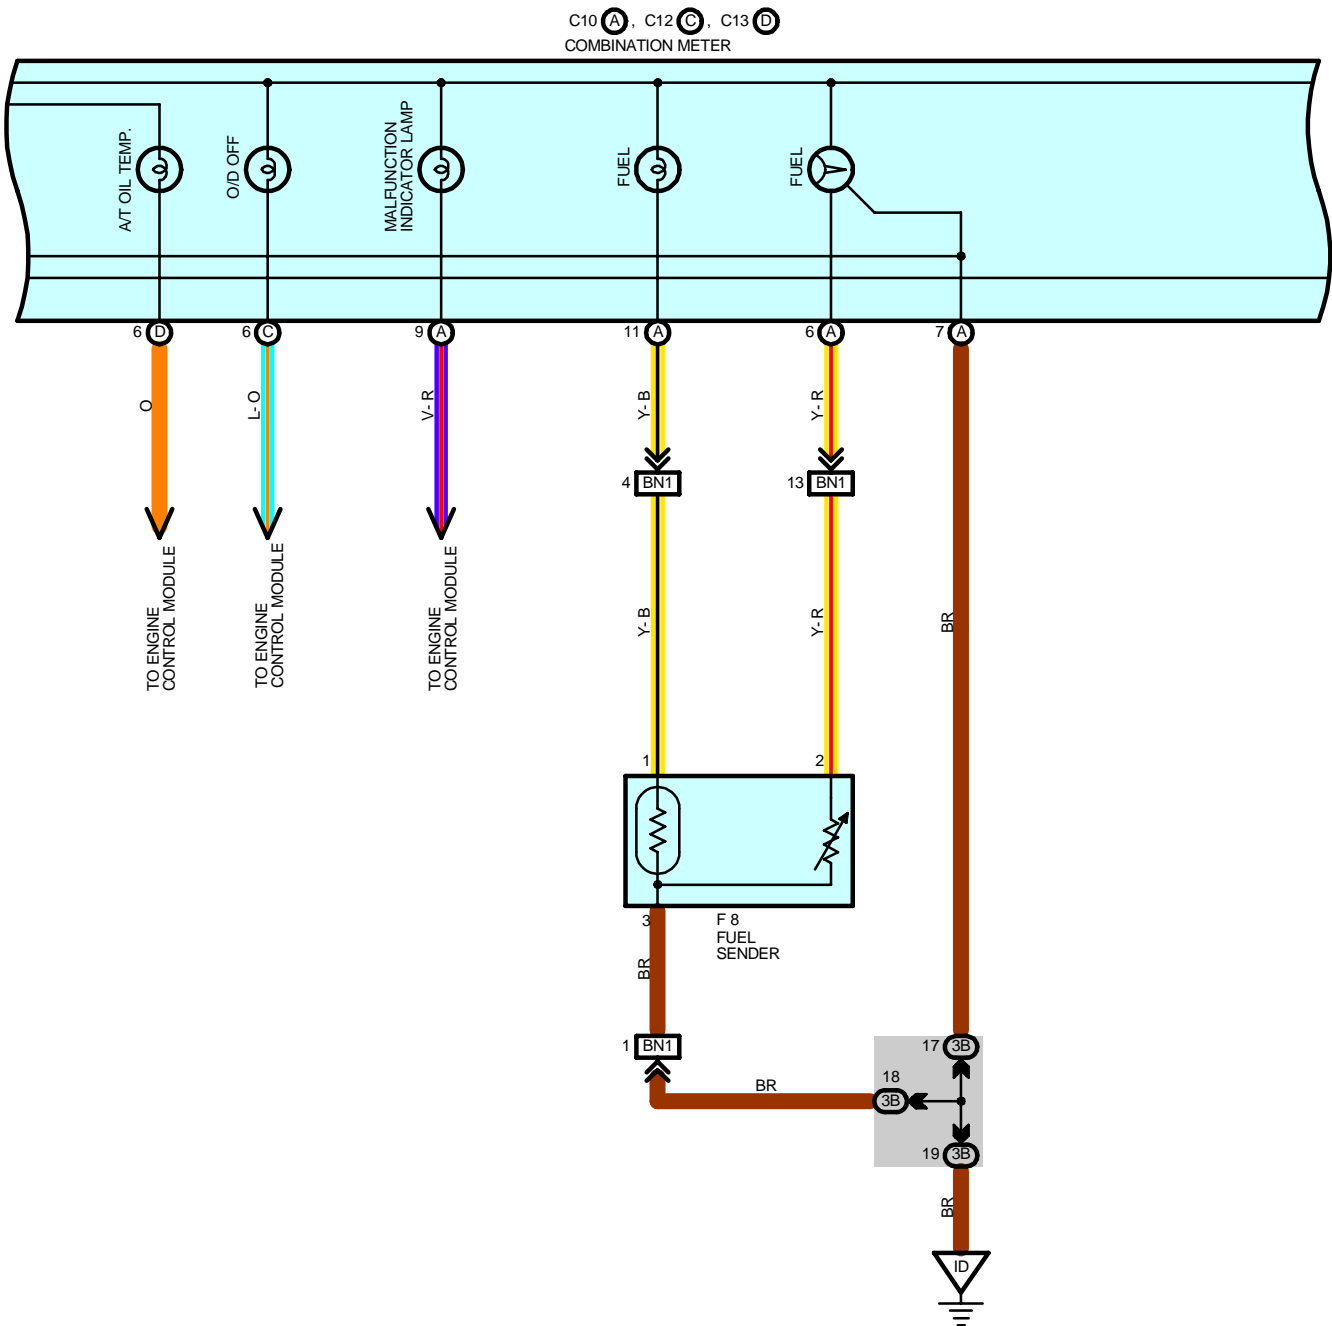 C10 A , C12 C , C13 D
COMBINATION METER
A/T OIL TEMP.
O/D OFF
MALFUNCTION
INDICATOR LAMP
FUEL
FUEL
6 D
6 C
9 A
11 A
6 A
7 A
O
L- O
V- R
Y- B
Y- R
4 BN1
13 BN1
TO ENGINE
CONTROL MODULE
TO ENGINE
CONTROL MODULE
TO ENGINE
CONTROL MODULE
Y- B
Y- R
BR
1
2
3
F 8
FUEL
SENDER
BR
1 BN1
17 3B
18
3B
BR
19 3B
BR
ID